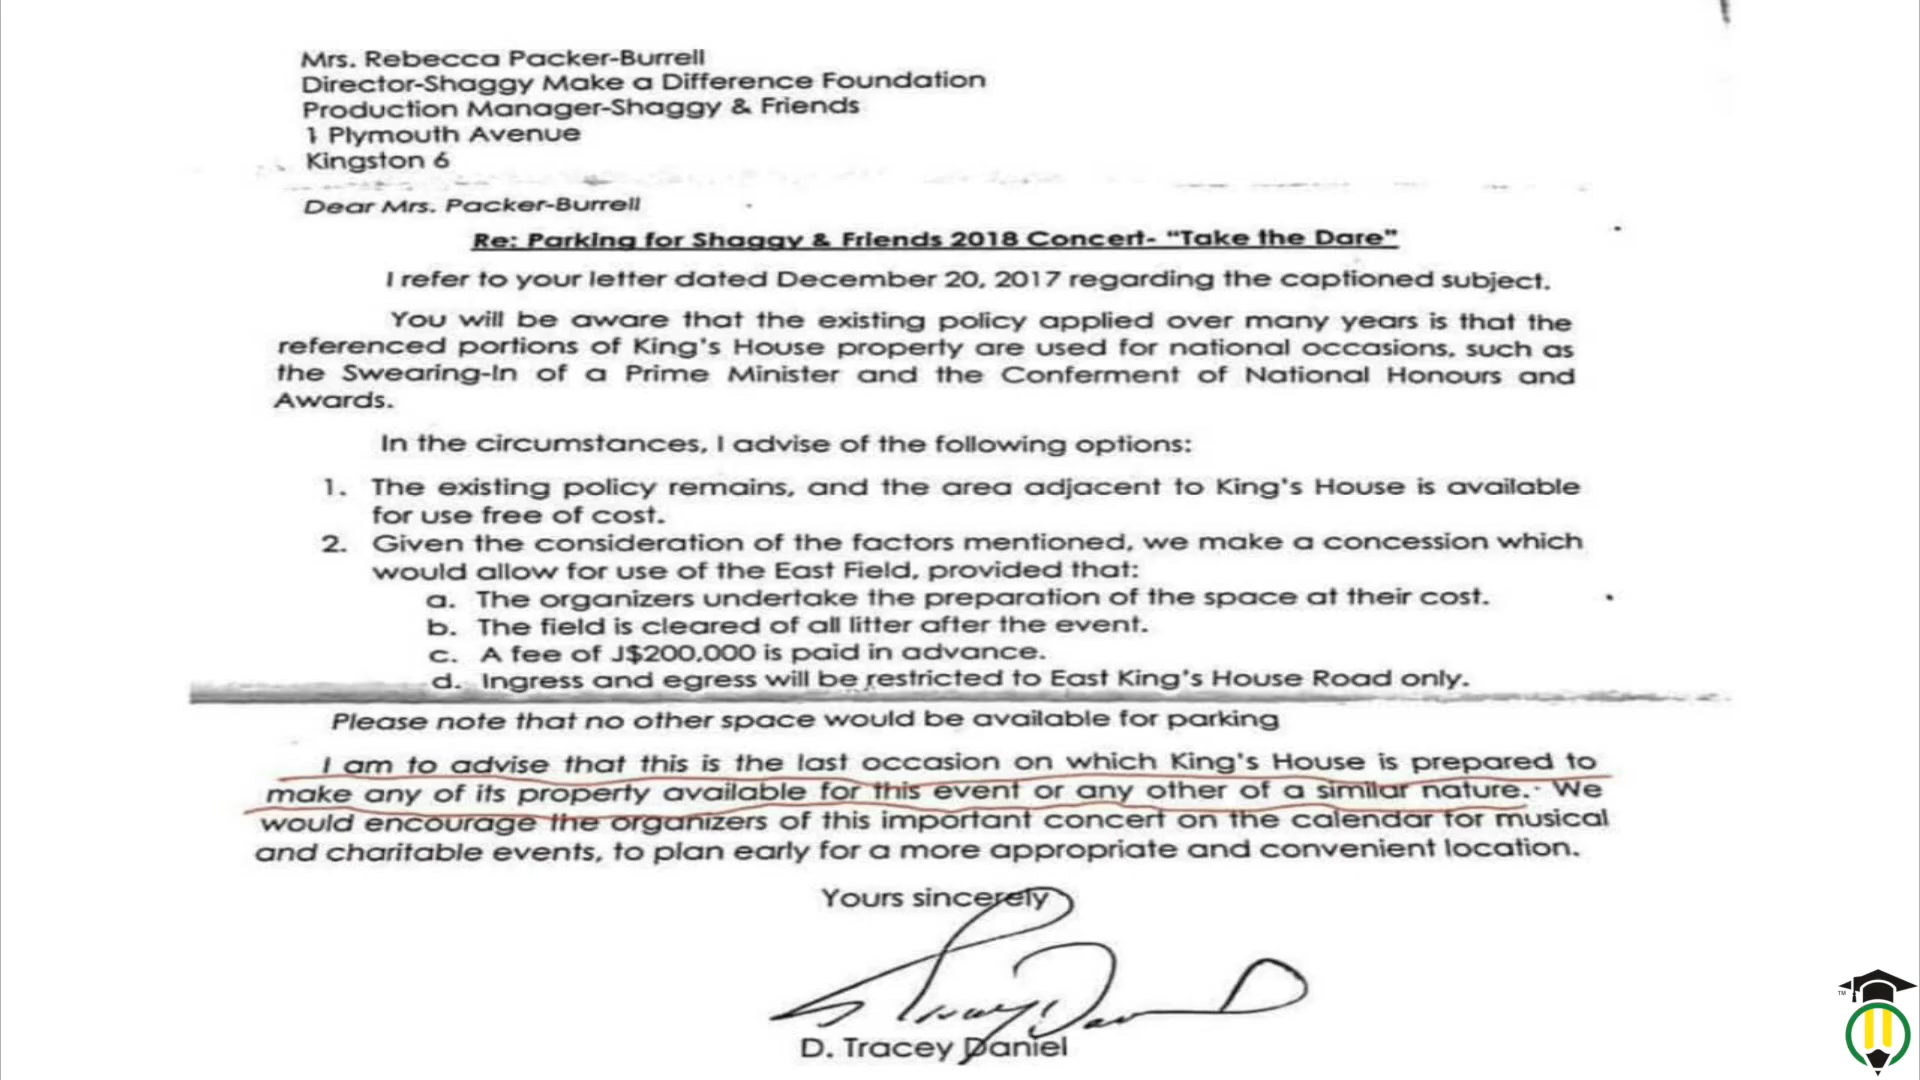 Mrs. Rebecca Packer-Burrell
Director-Shaggy Make a Difference Foundation
Production Manager-Shaggy & Friends
1 Plymouth Avenue
Kingston 6
Dear Mrs. Packer-Burrell
Re: Parking for Shaggy & Friends 2018 Concert- "Take the Dare"
I refer to your letter dated December 20, 2017 regarding the captioned subject.
You will be aware that the existing policy applied over many years is that the
referenced portions of King's House property are used for national occasions, such as
the Swearing-In of a Prime Minister and the Conferment of National Honours and
Awards.
In the circumstances, I advise of the following options:
1. The existing policy remains, and the area adjacent to King's House is available
for use free of cost.
2. Given the consideration of the factors mentioned, we make a concession which
would allow for use of the East Field, provided that:
a. The organizers undertake the preparation of the space at their cost.
b. The field is cleared of all litter after the event.
c. A fee of J$200,000 is paid in advance.
d. Ingress and egress will be restricted to East King's House Road only.
Please note that no other space would be available for parking
I am to advise that this is the last occasion on which King's House is prepared to
make any of its property available for this event or any other of a similar nature. We
would encourage the organizers of this important concert on the calendar for musical
and charitable events, to plan early for a more appropriate and convenient location.
Yours sincerely
Tracey Daniel
D. Tracey Daniel
TM